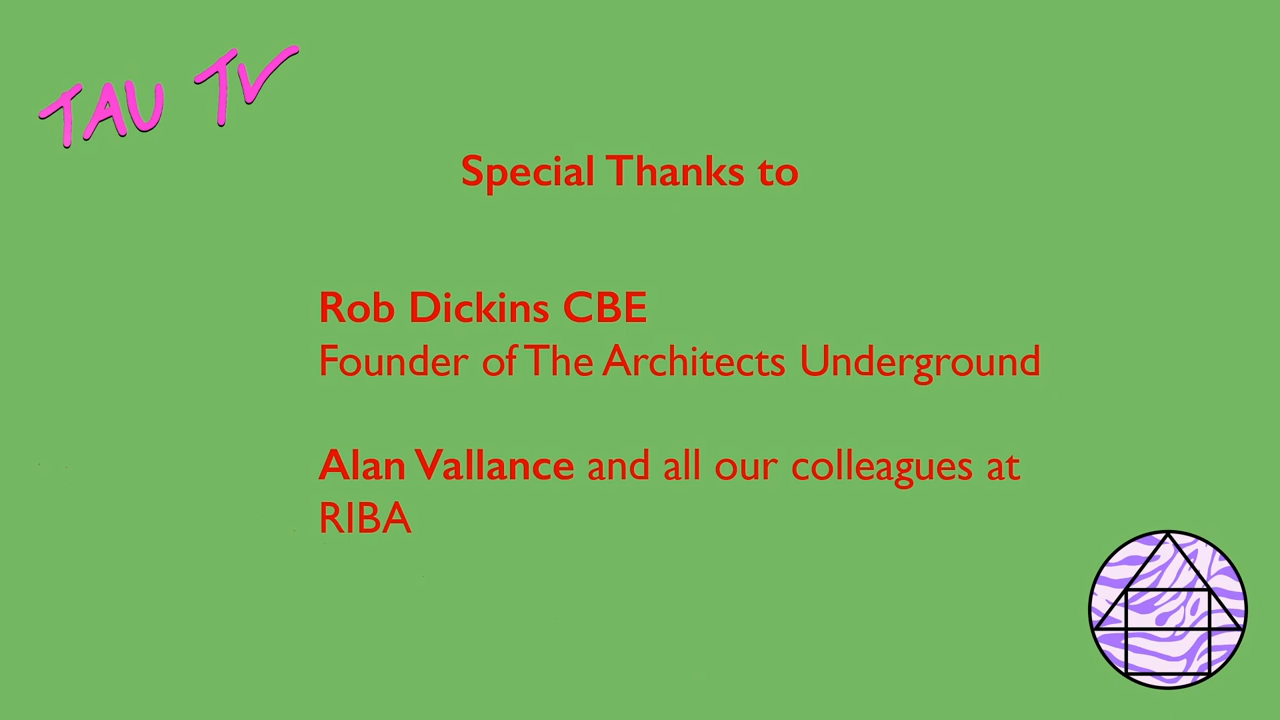 TAU TV
Special Thanks to
Rob Dickins CBE
Founder of The Architects Underground
Alan Vallance and all our colleagues at
RIBA